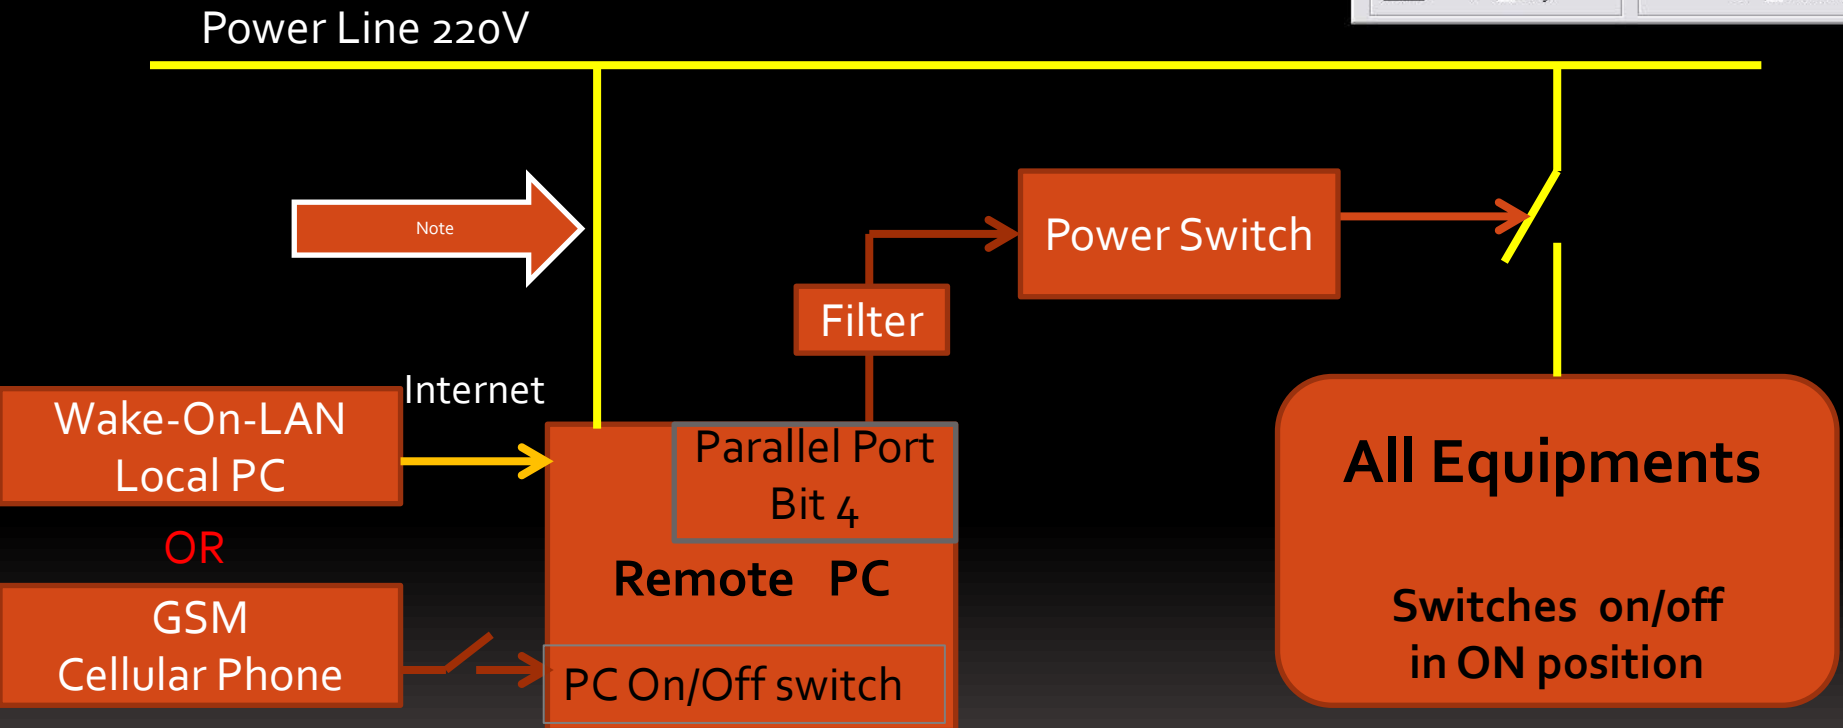 Power Line 220V
Note
Power Switch
Filter
Internet
Wake-On-LAN
Local PC
OR
GSM
Cellular Phone
Parallel Port
Bit 4
Remote PC
PC On/Off switch
All Equipments
Switches on/off
in ON position